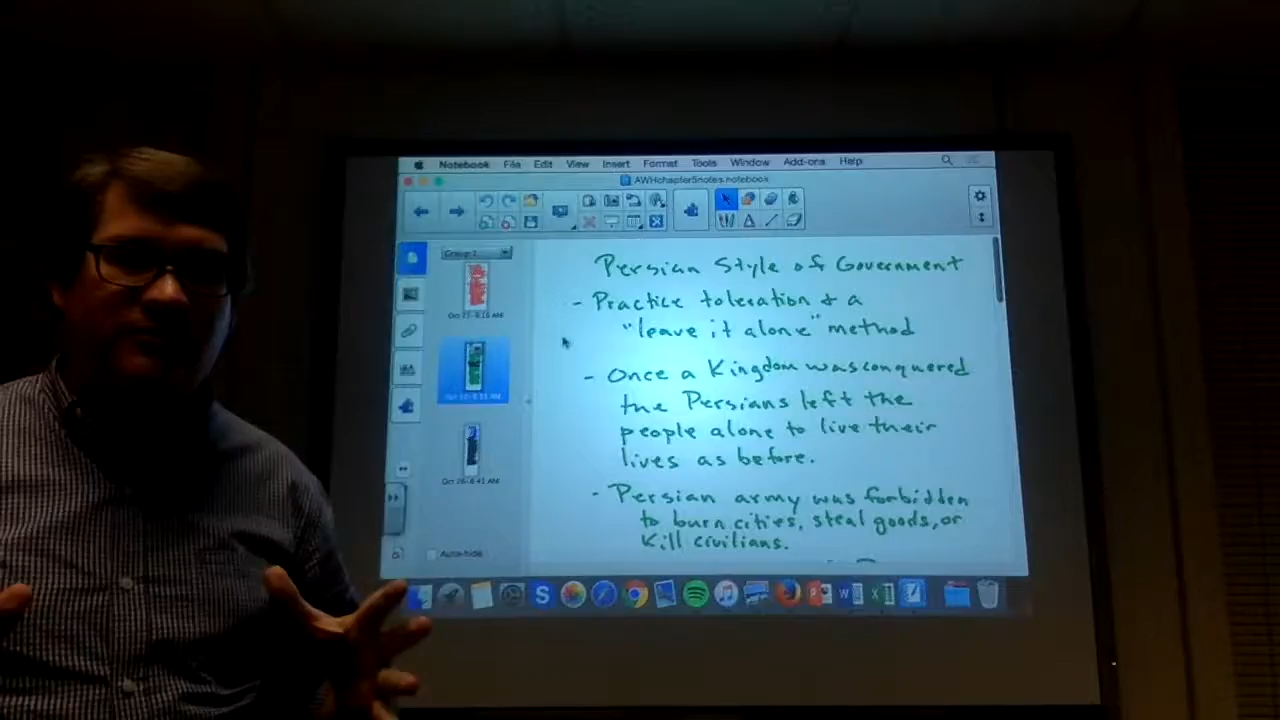 Notebook File Edit View Insert Format Tools Window Add-ons Help
AWHchapter5notes.notebook
Group 1
Persian Style of Government
- Practice toleration & a
"leave it alone" method
- Once a Kingdom was conquered
the Persians left the
people alone to live their
lives as before.
- Persian army was forbidden
to burn cities, steal goods, or
kill civilians.
Auto-hide